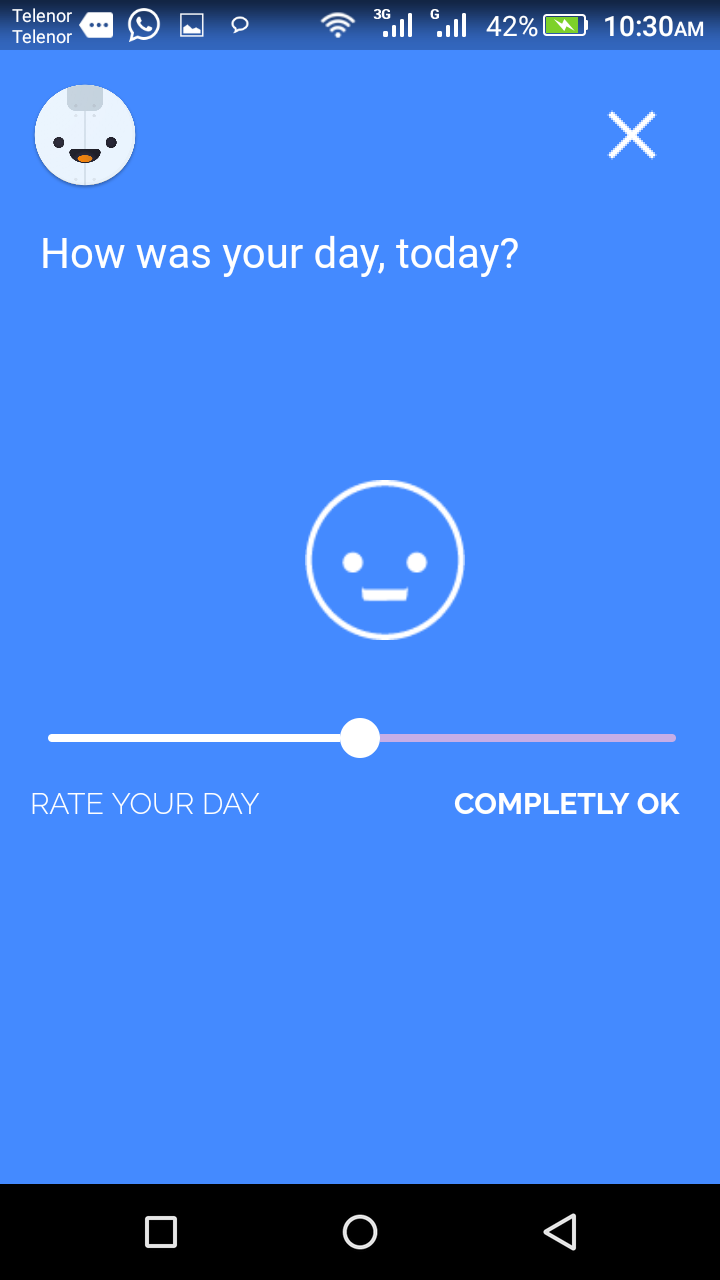 Telenor
Telenor
3G G 42% 10:30AM
How was your day, today?
RATE YOUR DAY COMPLETLY OK